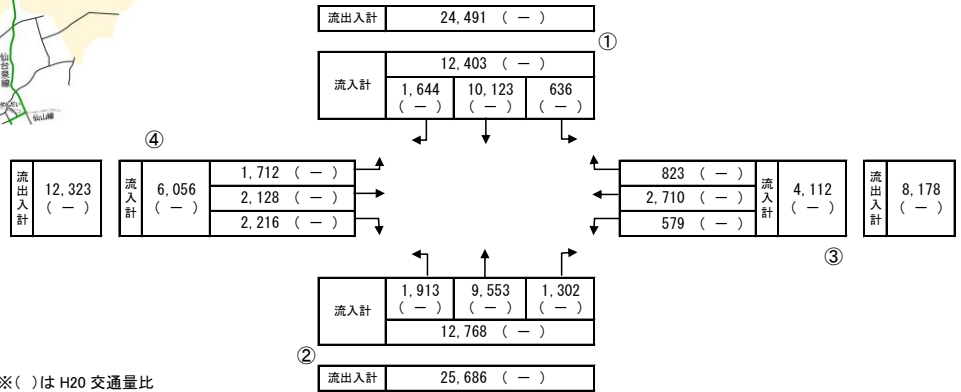 流出入計 24,491 ( － )
①
流入計 12,403 ( － )
1,644 10,123 636
( － ) ( － ) ( － )
仙山線
④
流出入計 12,323 ( － )
流入計 6,056 ( － )
1,712 ( － )
2,128 ( － )
2,216 ( － )
823 ( － )
2,710 ( － )
579 ( － )
流入計 4,112 ( － )
流出入計 8,178 ( － )
③
流入計
1,913 9,553 1,302
( － ) ( － ) ( － )
12,768 ( － )
②
流出入計 25,686 ( － )
※( )は H20 交通量比